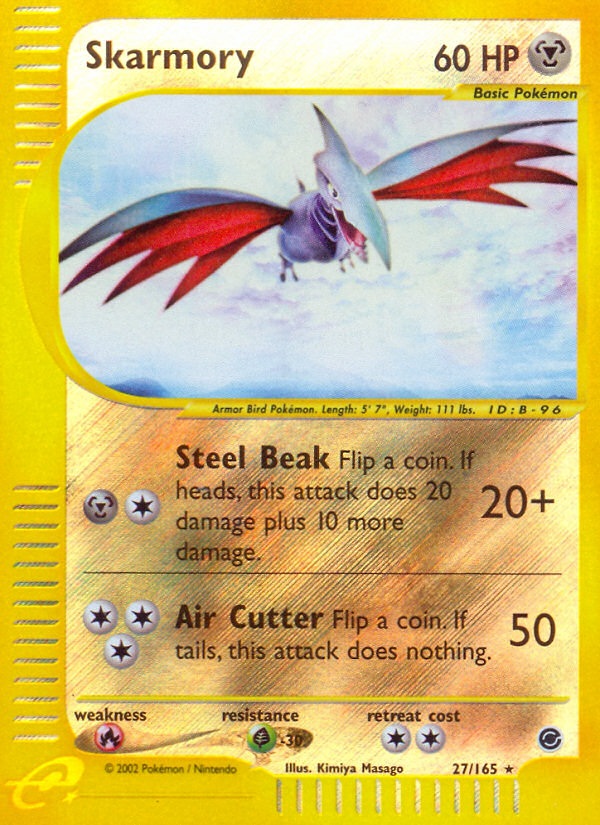 Skarmory 60 HP
Basic Pokémon
Armor Bird Pokémon. Length: 5' 7", Weight: 111 lbs. ID:B-96
Steel Beak Flip a coin. If
heads, this attack does 20
damage plus 10 more
damage.
20+
Air Cutter Flip a coin. If
tails, this attack does nothing.
50
weakness resistance retreat cost
-30
© 2002 Pokémon / Nintendo Illus. Kimiya Masago 27/165 ★